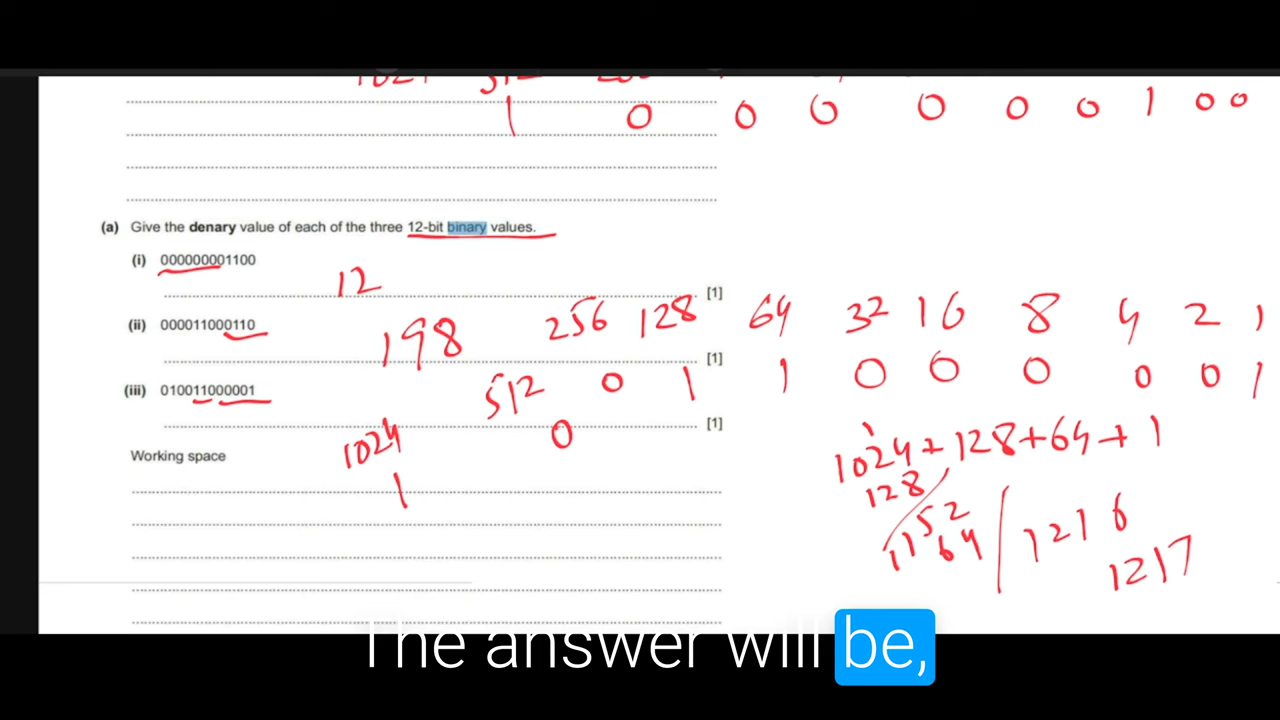 1 0 0 0 0 0 0 1 0 0
(a) Give the denary value of each of the three 12-bit binary values.
(i) 000000001100
12
[1]
(ii) 000011000110
198
[1]
256 128 64 32 16 8 4 2 1
(iii) 010011000001
512 0 1 1 0 0 0 0 0 1
[1]
1024 0
1
Working space
1024 + 128 + 64 + 1
128
1152
64
1216
1217
The answer will be,